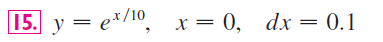 15. y = e^{x/10}, x = 0, dx = 0.1